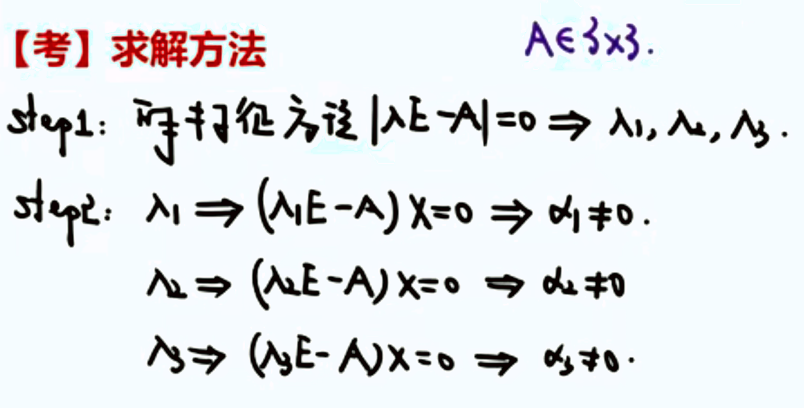 【考】求解方法 A∈3×3.
step1: 解特征方程 |λE-A|=0 ⇒ λ1, λ2, λ3.
step2: λ1 ⇒ (λ1E-A)X=0 ⇒ α1≠0.
λ2 ⇒ (λ2E-A)X=0 ⇒ α2≠0
λ3 ⇒ (λ3E-A)X=0 ⇒ α3≠0.